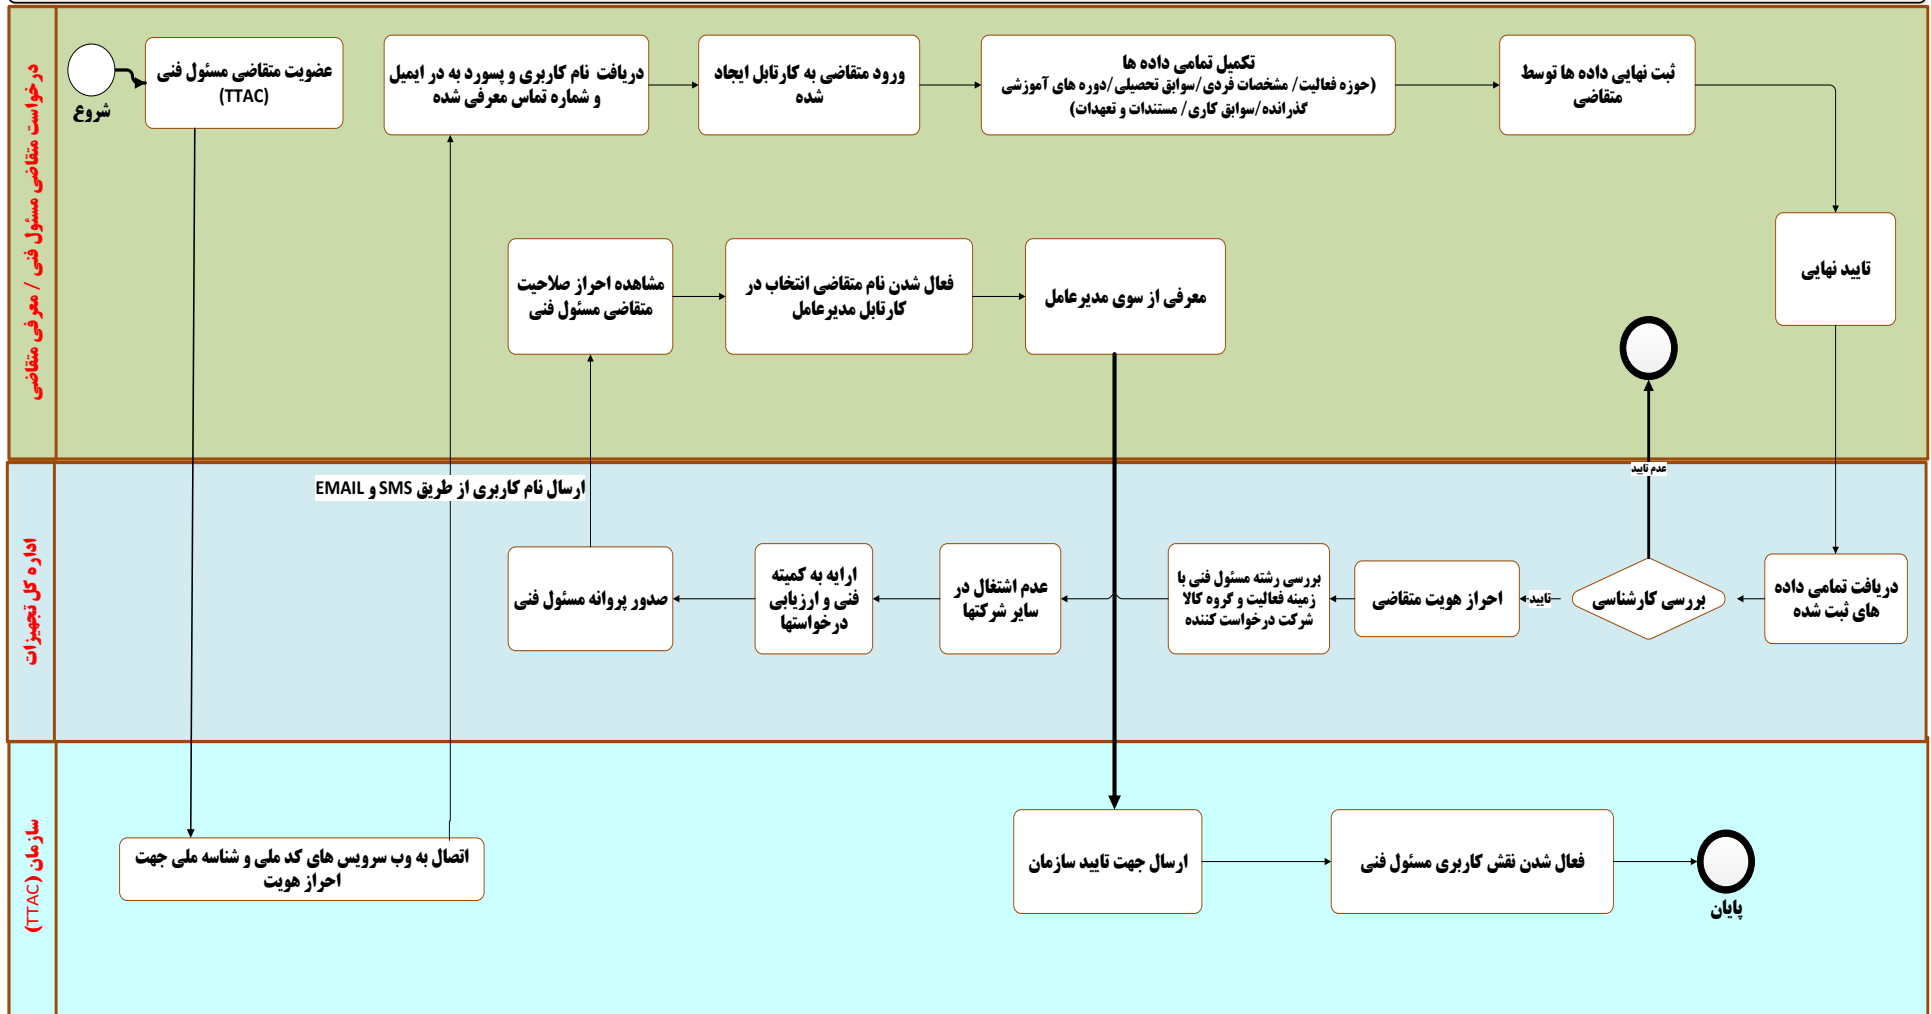 درخواست متقاضی مسئول فنی / معرفی متقاضی
شروع
عضویت متقاضی مسئول فنی
(TTAC)
دریافت نام کاربری و پسورد به در ایمیل
و شماره تماس معرفی شده
ورود متقاضی به کارتابل ایجاد
شده
تکمیل تمامی داده ها
(حوزه فعالیت/ مشخصات فردی/سوابق تحصیلی/دوره های آموزشی
گذرانده/سوابق کاری/ مستندات و تعهدات)
ثبت نهایی داده ها توسط
متقاضی
تایید نهایی
مشاهده احراز صلاحیت
متقاضی مسئول فنی
فعال شدن نام متقاضی انتخاب در
کارتابل مدیرعامل
معرفی از سوی مدیرعامل
اداره کل تجهیزات
عدم تایید
ارسال نام کاربری از طریق SMS و EMAIL
دریافت تمامی داده
های ثبت شده
بررسی کارشناسی
تایید
احراز هویت متقاضی
بررسی رشته مسئول فنی با
زمینه فعالیت و گروه کالا
شرکت درخواست کننده
عدم اشتغال در
سایر شرکتها
ارایه به کمیته
فنی و ارزیابی
درخواستها
صدور پروانه مسئول فنی
سازمان (TTAC)
اتصال به وب سرویس های کد ملی و شناسه ملی جهت
احراز هویت
ارسال جهت تایید سازمان
فعال شدن نقش کاربری مسئول فنی
پایان